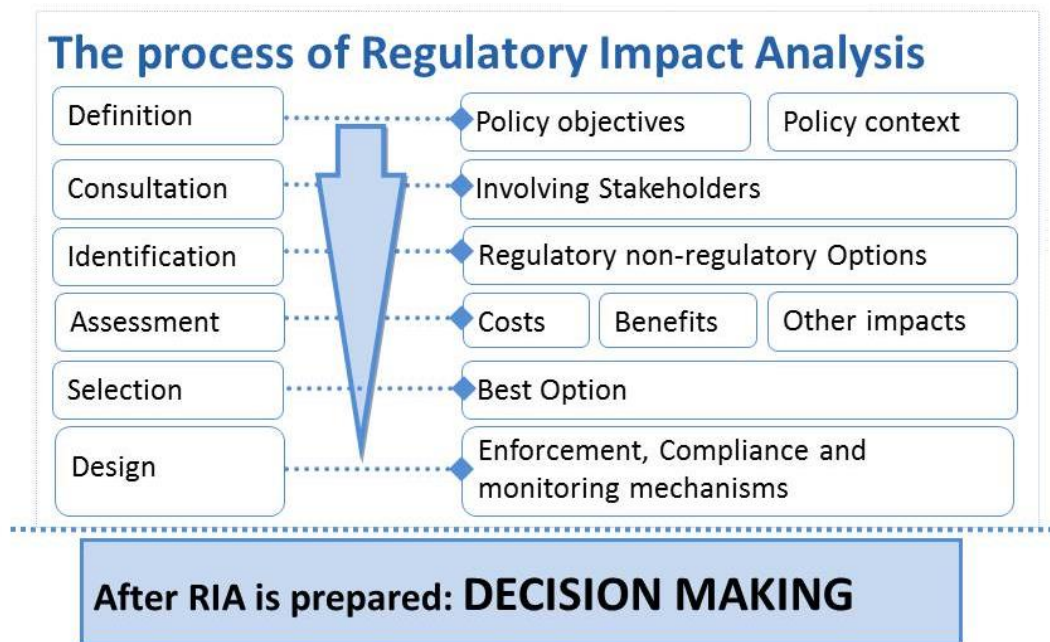 The process of Regulatory Impact Analysis
Definition
Policy objectives
Policy context
Consultation
Involving Stakeholders
Identification
Regulatory non-regulatory Options
Assessment
Costs
Benefits
Other impacts
Selection
Best Option
Design
Enforcement, Compliance and
monitoring mechanisms
After RIA is prepared: DECISION MAKING